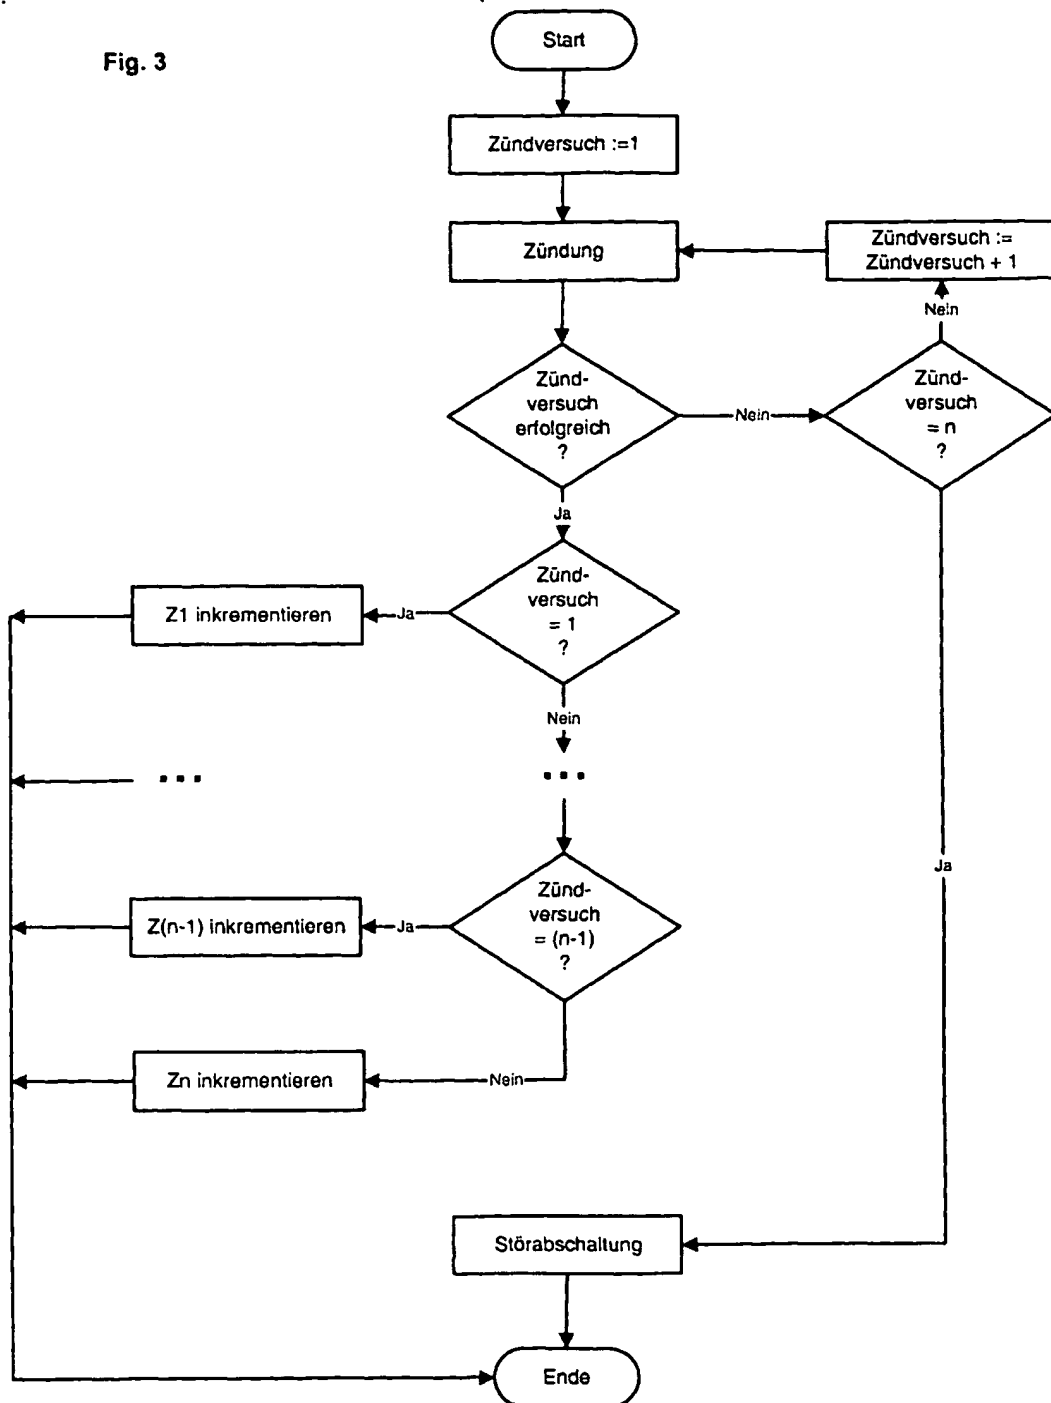 Fig. 3
Start
Zündversuch :=1
Zündung
Zündversuch :=
Zündversuch + 1
Nein
Zünd-
versuch
erfolgreich
?
Nein
Zünd-
versuch
= n
?
Ja
Zünd-
versuch
= 1
?
Ja
Z1 inkrementieren
Nein
...
...
Ja
Zünd-
versuch
= (n-1)
?
Ja
Z(n-1) inkrementieren
Nein
Zn inkrementieren
Störabschaltung
Ende